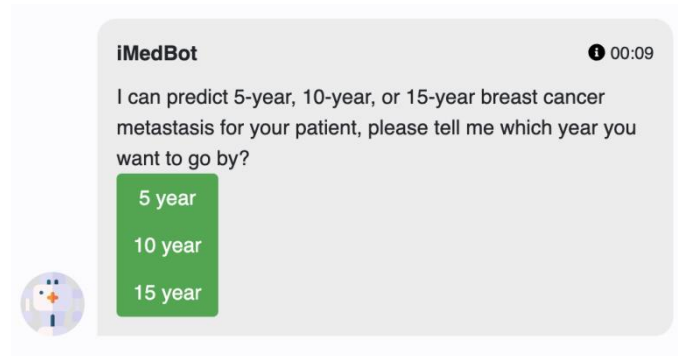 iMedBot
00:09
I can predict 5-year, 10-year, or 15-year breast cancer
metastasis for your patient, please tell me which year you
want to go by?
5 year
10 year
15 year